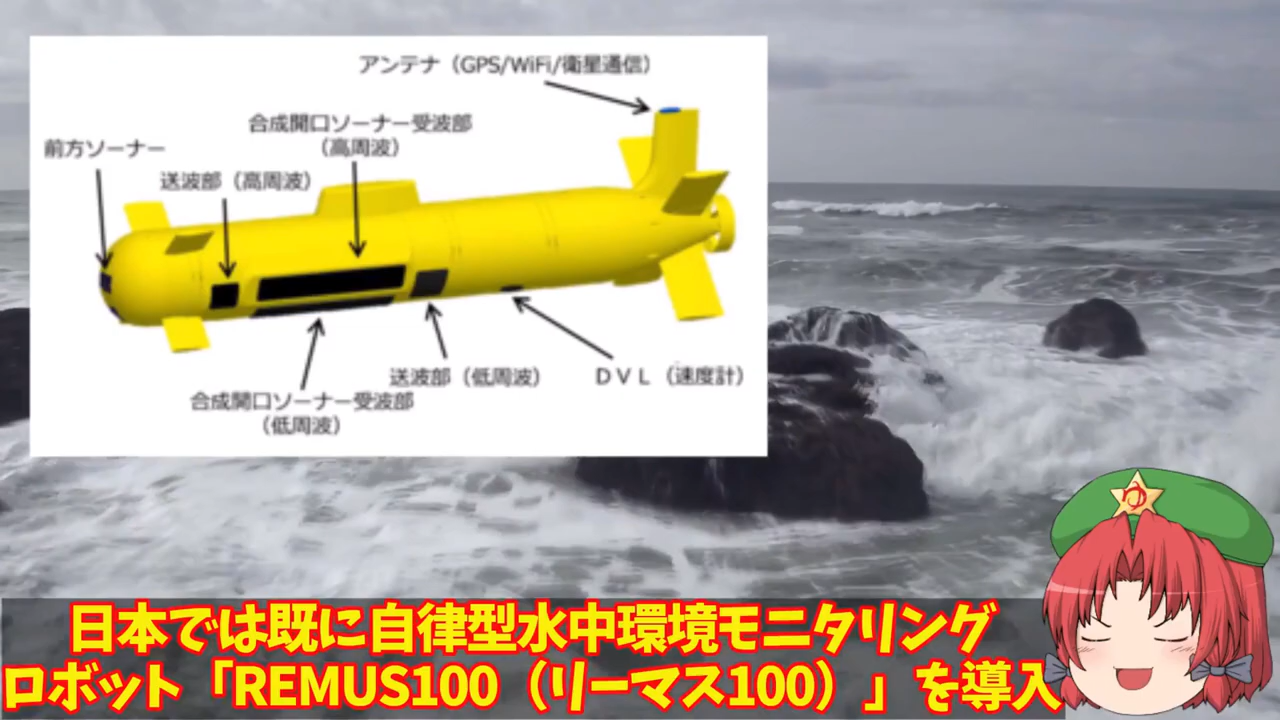 アンテナ（GPS/WiFi/衛星通信）
合成開口ソーナー受波部
（高周波）
前方ソーナー
送波部（高周波）
送波部（低周波）
ＤＶＬ（速度計）
合成開口ソーナー受波部
（低周波）
ゆ
日本では既に自律型水中環境モニタリング
ロボット「REMUS100（リーマス100）」を導入